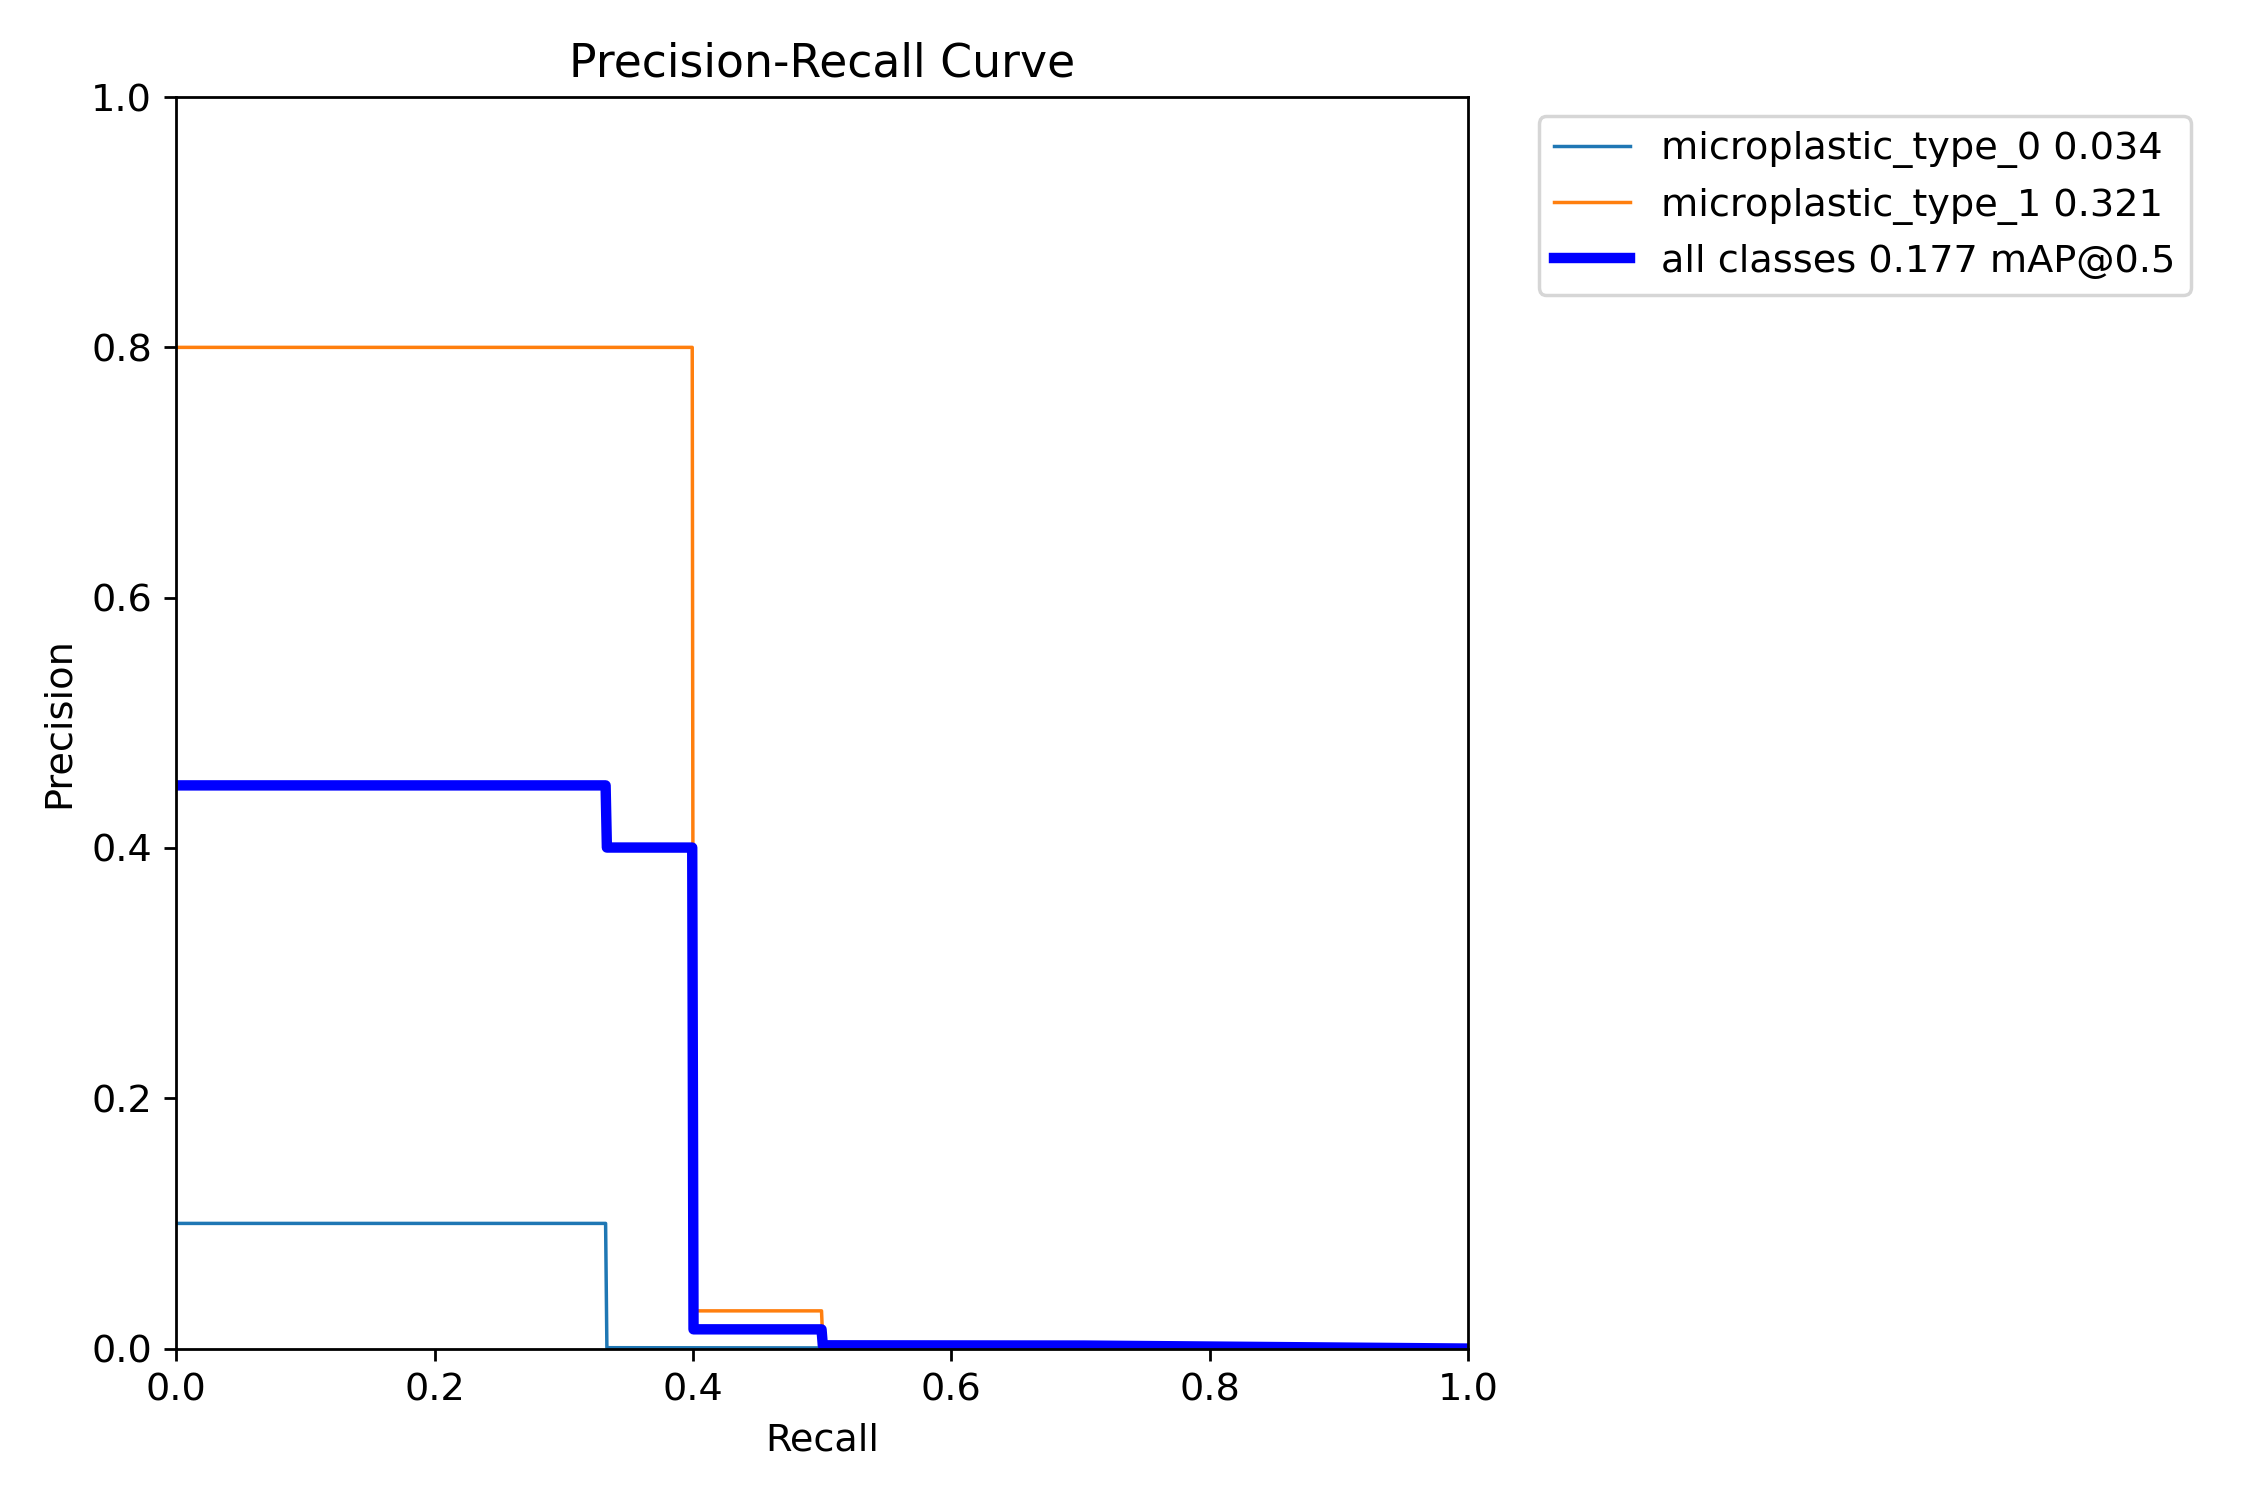 Precision-Recall Curve
1.0
0.8
0.6
0.4
0.2
0.0
Precision
0.0 0.2 0.4 0.6 0.8 1.0
Recall
microplastic_type_0 0.034
microplastic_type_1 0.321
all classes 0.177 mAP@0.5